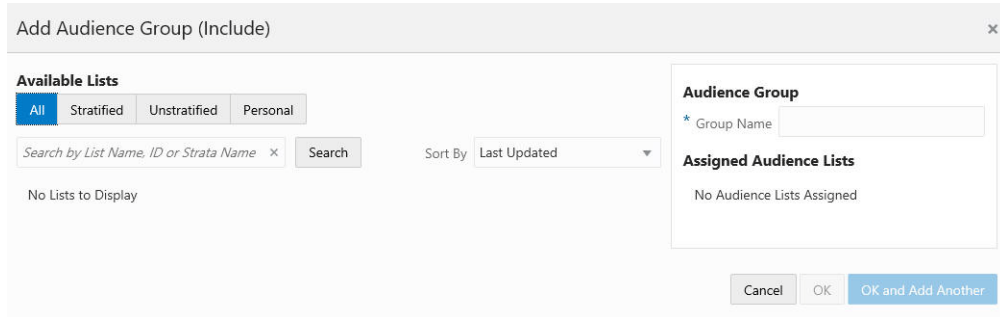 Add Audience Group (Include)
×
Available Lists
All Stratified Unstratified Personal
Search by List Name, ID or Strata Name × Search Sort By Last Updated
No Lists to Display
Audience Group
* Group Name
Assigned Audience Lists
No Audience Lists Assigned
Cancel OK OK and Add Another